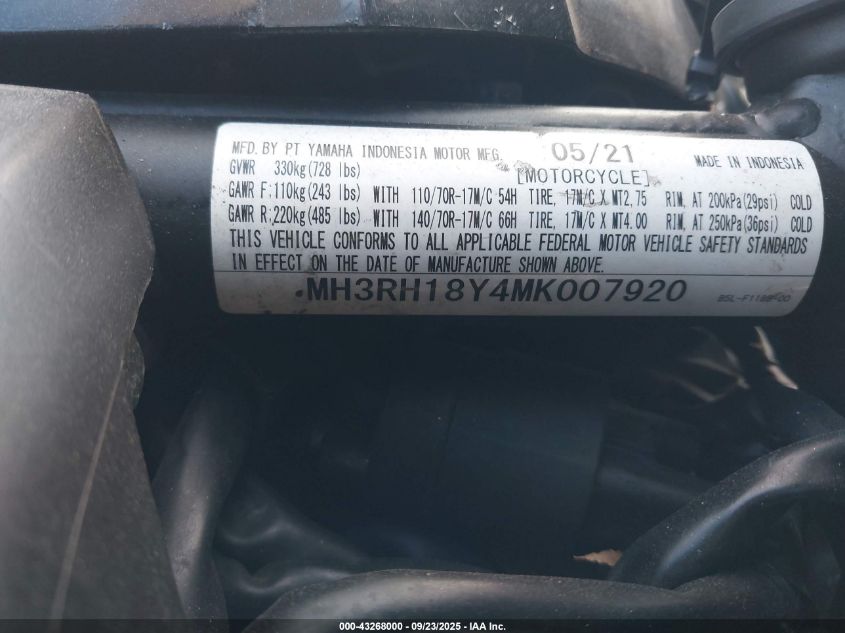 MFD. BY PT YAMAHA INDONESIA MOTOR MFG. 05/21 MADE IN INDONESIA
GVWR 330kg(728 lbs) [MOTORCYCLE]
GAWR F:110kg(243 lbs) WITH 110/70R-17M/C 54H TIRE, 17M/C X MT2.75 RIM, AT 200kPa(29psi) COLD
GAWR R:220kg(485 lbs) WITH 140/70R-17M/C 66H TIRE, 17M/C X MT4.00 RIM, AT 250kPa(36psi) COLD
THIS VEHICLE CONFORMS TO ALL APPLICABLE FEDERAL MOTOR VEHICLE SAFETY STANDARDS
IN EFFECT ON THE DATE OF MANUFACTURE SHOWN ABOVE.
MH3RH18Y4MK007920
000-43268000 - 09/23/2025 - IAA Inc.